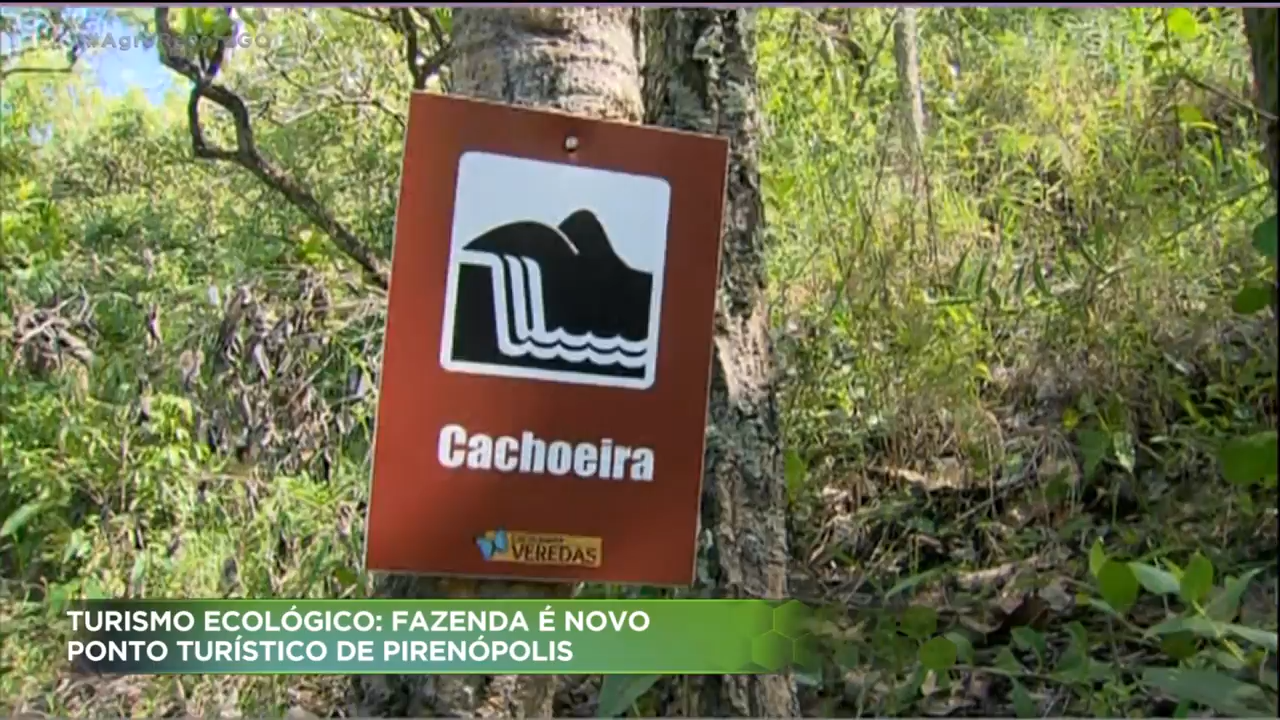 Cachoeira
VEREDAS
TURISMO ECOLÓGICO: FAZENDA É NOVO
PONTO TURÍSTICO DE PIRENÓPOLIS